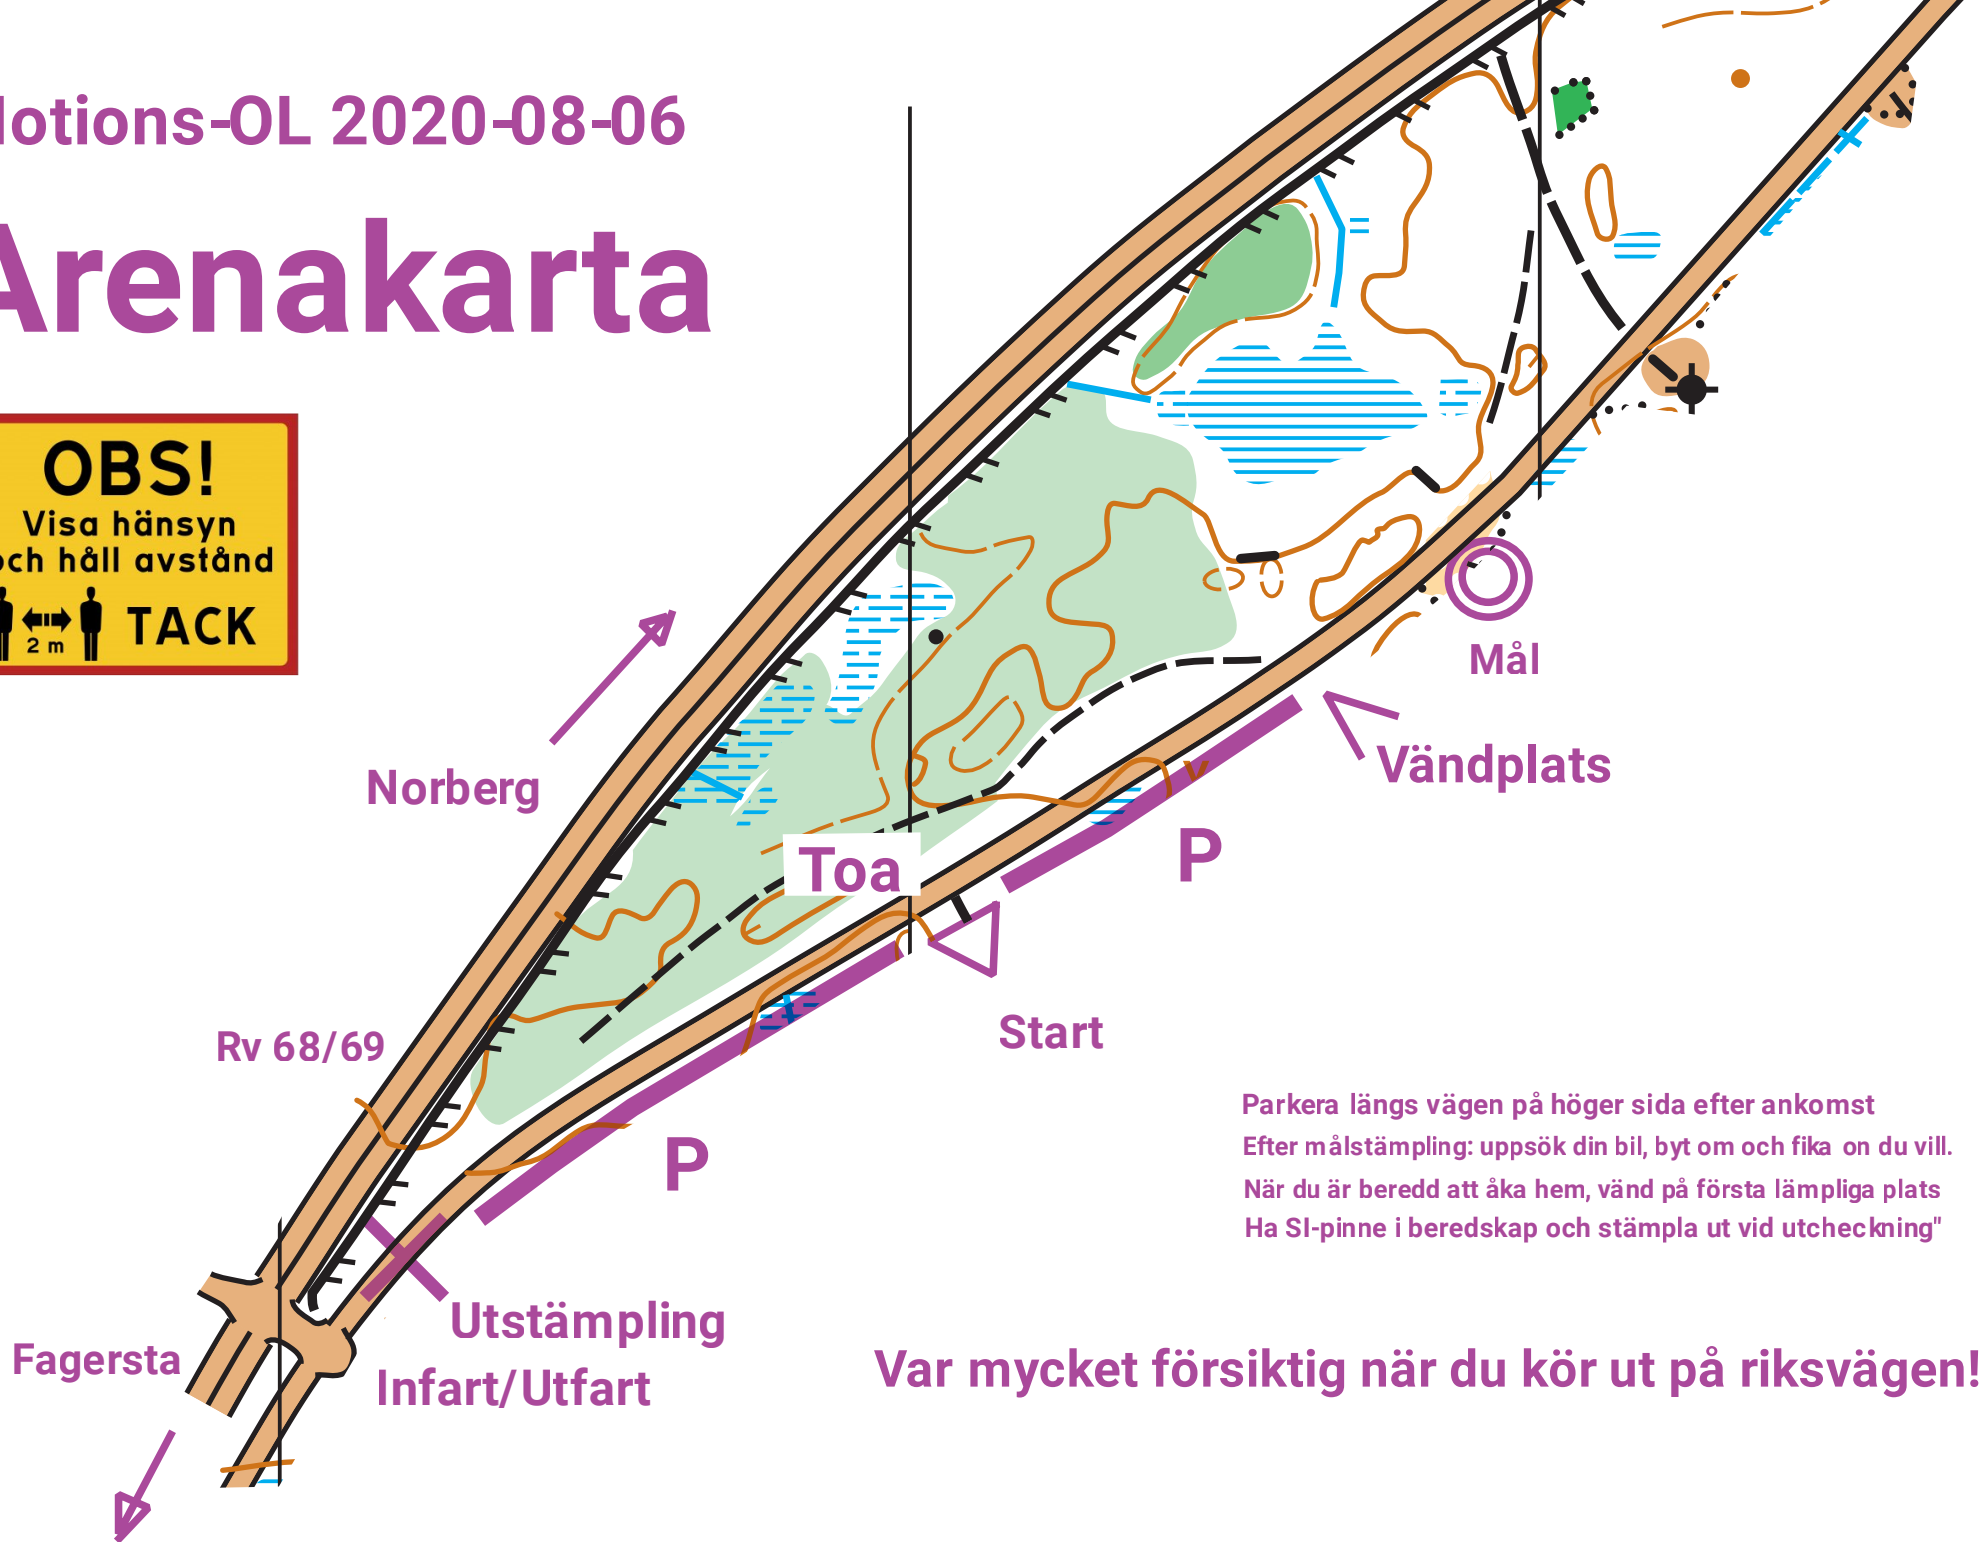 lotions-OL 2020-08-06
Arenakarta
OBS!
Visa hänsyn
och håll avstånd
2 m
TACK
Norberg
Mål
Vändplats
P
Toa
Start
Rv 68/69
P
Parkera längs vägen på höger sida efter ankomst
Efter målstämpling: uppsök din bil, byt om och fika on du vill.
När du är beredd att åka hem, vänd på första lämpliga plats
Ha SI-pinne i beredskap och stämpla ut vid utcheckning"
Utstämpling
Infart/Utfart
Fagersta
Var mycket försiktig när du kör ut på riksvägen!